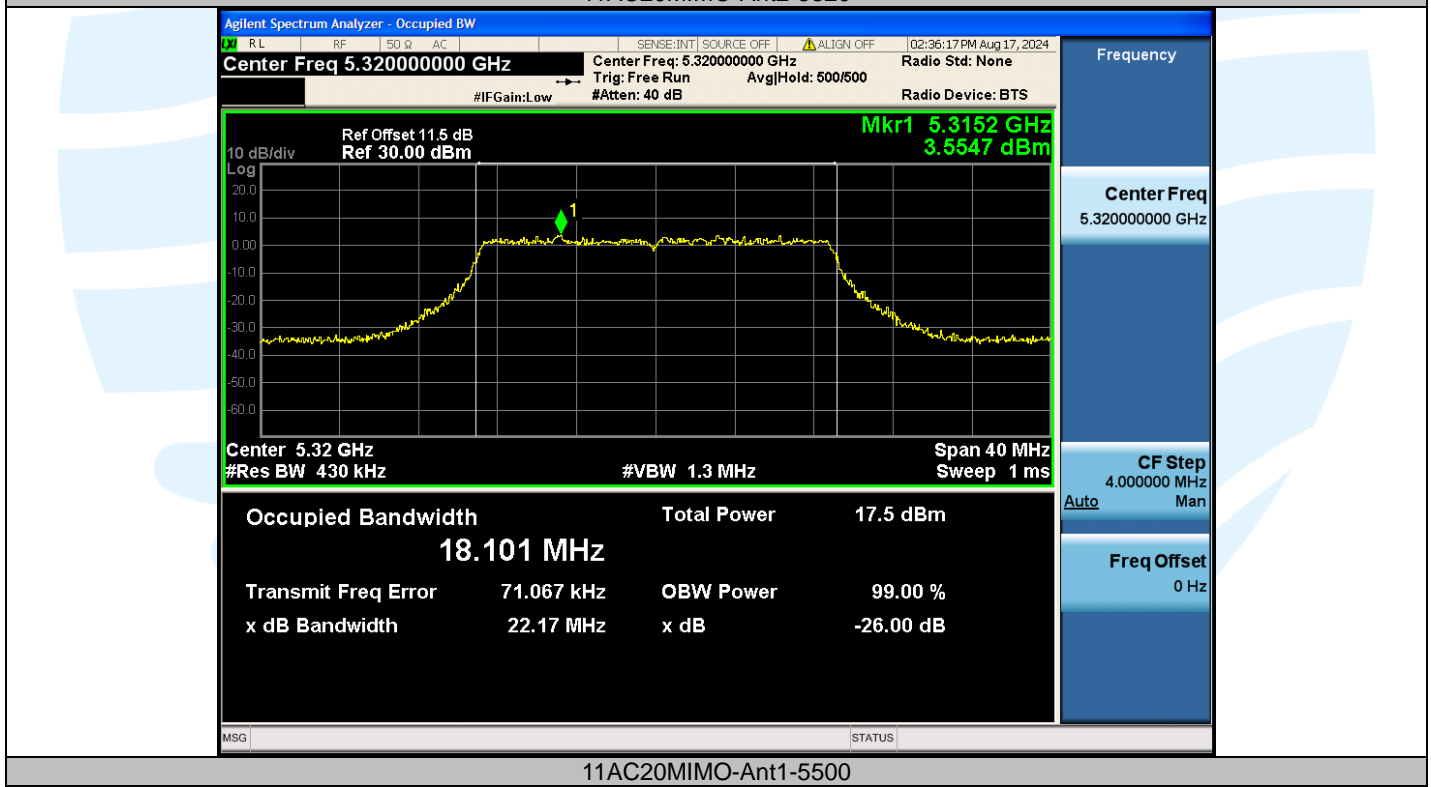 11AC20MIMO-Ant2-5320
Agilent Spectrum Analyzer - Occupied BW
LXI RL RF 50 Ω AC SENSE:INT SOURCE OFF ALIGN OFF 02:36:17 PM Aug 17, 2024
Center Freq 5.320000000 GHz
Center Freq: 5.320000000 GHz
Radio Std: None
Trig: Free Run Avg|Hold: 500/500
#IFGain:Low
#Atten: 40 dB
Radio Device: BTS
Mkr1 5.3152 GHz
3.5547 dBm
Ref Offset 11.5 dB
10 dB/div Ref 30.00 dBm
Log
20.0
10.0
0.00
-10.0
-20.0
-30.0
-40.0
-50.0
-60.0
1
Center 5.32 GHz Span 40 MHz
#Res BW 430 kHz #VBW 1.3 MHz Sweep 1 ms
Occupied Bandwidth Total Power 17.5 dBm
18.101 MHz
Transmit Freq Error 71.067 kHz OBW Power 99.00 %
x dB Bandwidth 22.17 MHz x dB -26.00 dB
MSG STATUS
Frequency
Center Freq
5.320000000 GHz
CF Step
4.000000 MHz
Auto Man
Freq Offset
0 Hz
11AC20MIMO-Ant1-5500